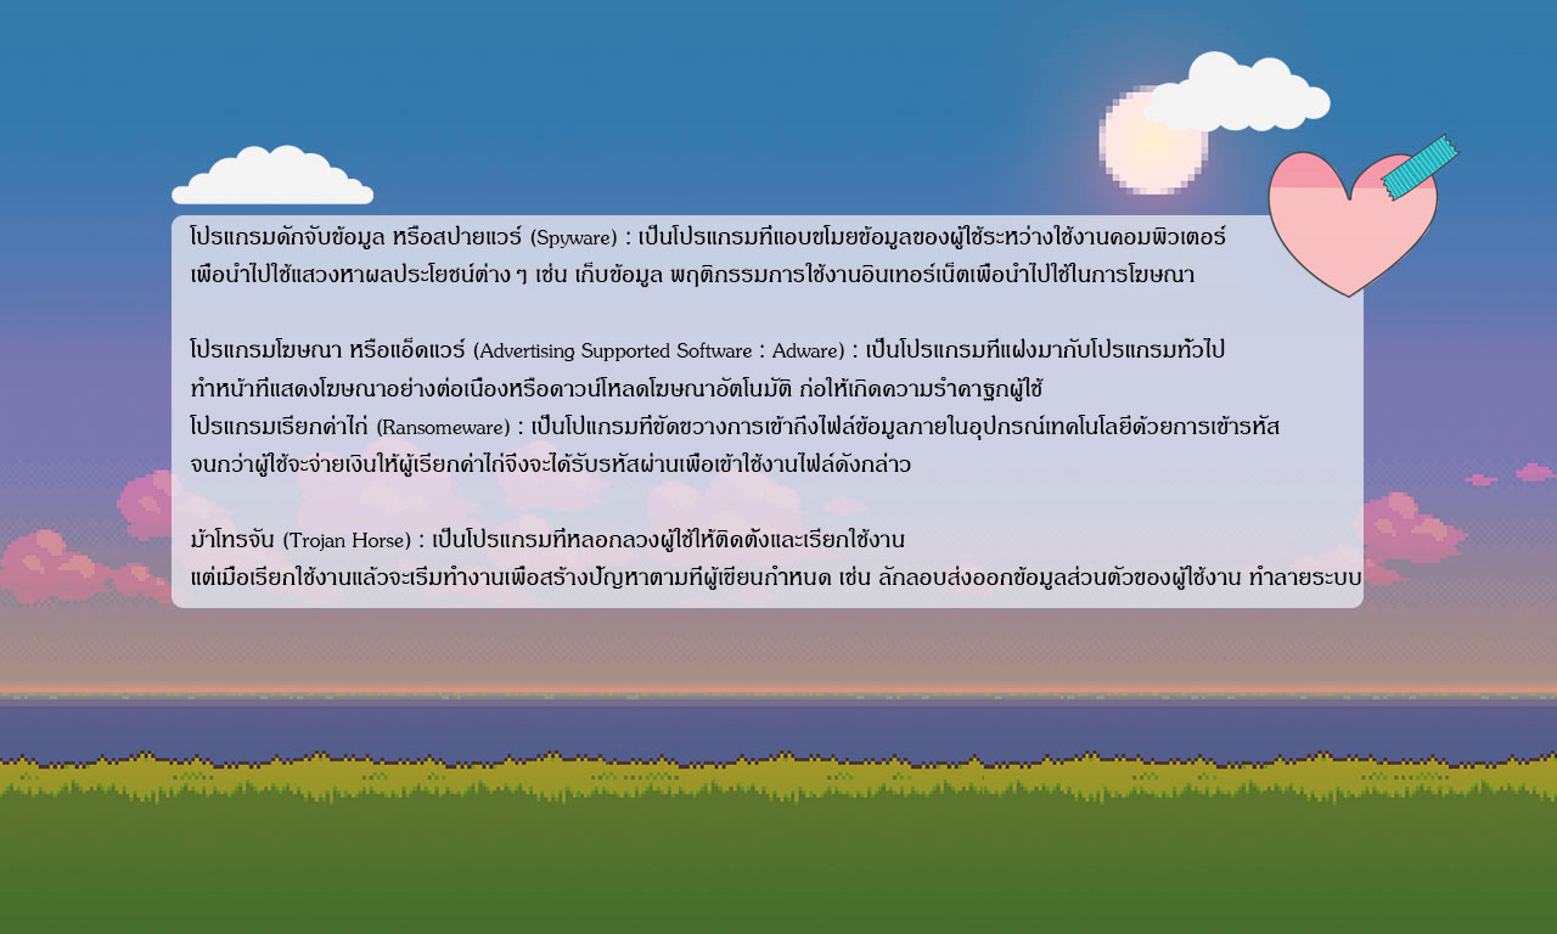 โปรแกรมดักจับข้อมูล หรือสปายแวร์ (Spyware) : เป็นโปรแกรมที่แอบขโมยข้อมูลของผู้ใช้ระหว่างใช้งานคอมพิวเตอร์
เพื่อนำไปใช้แสวงหาผลประโยชน์ต่าง ๆ เช่น เก็บข้อมูล พฤติกรรมการใช้งานอินเทอร์เน็ตเพื่อนำไปใช้ในการโฆษณา
โปรแกรมโฆษณา หรือแอ็ดแวร์ (Advertising Supported Software : Adware) : เป็นโปรแกรมที่แฝงมากับโปรแกรมทั่วไป
ทำหน้าที่แสดงโฆษณาอย่างต่อเนื่องหรือดาวน์โหลดโฆษณาอัตโนมัติ ก่อให้เกิดความรำคาฐกผู้ใช้
โปรแกรมเรียกค่าไถ่ (Ransomeware) : เป็นโปแกรมที่ขัดขวางการเข้าถึงไฟล์ข้อมูลภายในอุปกรณ์เทคโนโลยีด้วยการเข้ารหัส
จนกว่าผู้ใช้จะจ่ายเงินให้ผู้เรียกค่าไถ่จึงจะได้รับรหัสผ่านเพื่อเข้าใช้งานไฟล์ดังกล่าว
ม้าโทรจัน (Trojan Horse) : เป็นโปรแกรมที่หลอกลวงผู้ใช้ให้ติดตั้งและเรียกใช้งาน
แต่เมื่อเรียกใช้งานแล้วจะเริ่มทำงานเพื่อสร้างปัญหาตามที่ผู้เขียนกำหนด เช่น ลักลอบส่งออกข้อมูลส่วนตัวของผู้ใช้งาน ทำลายระบบ